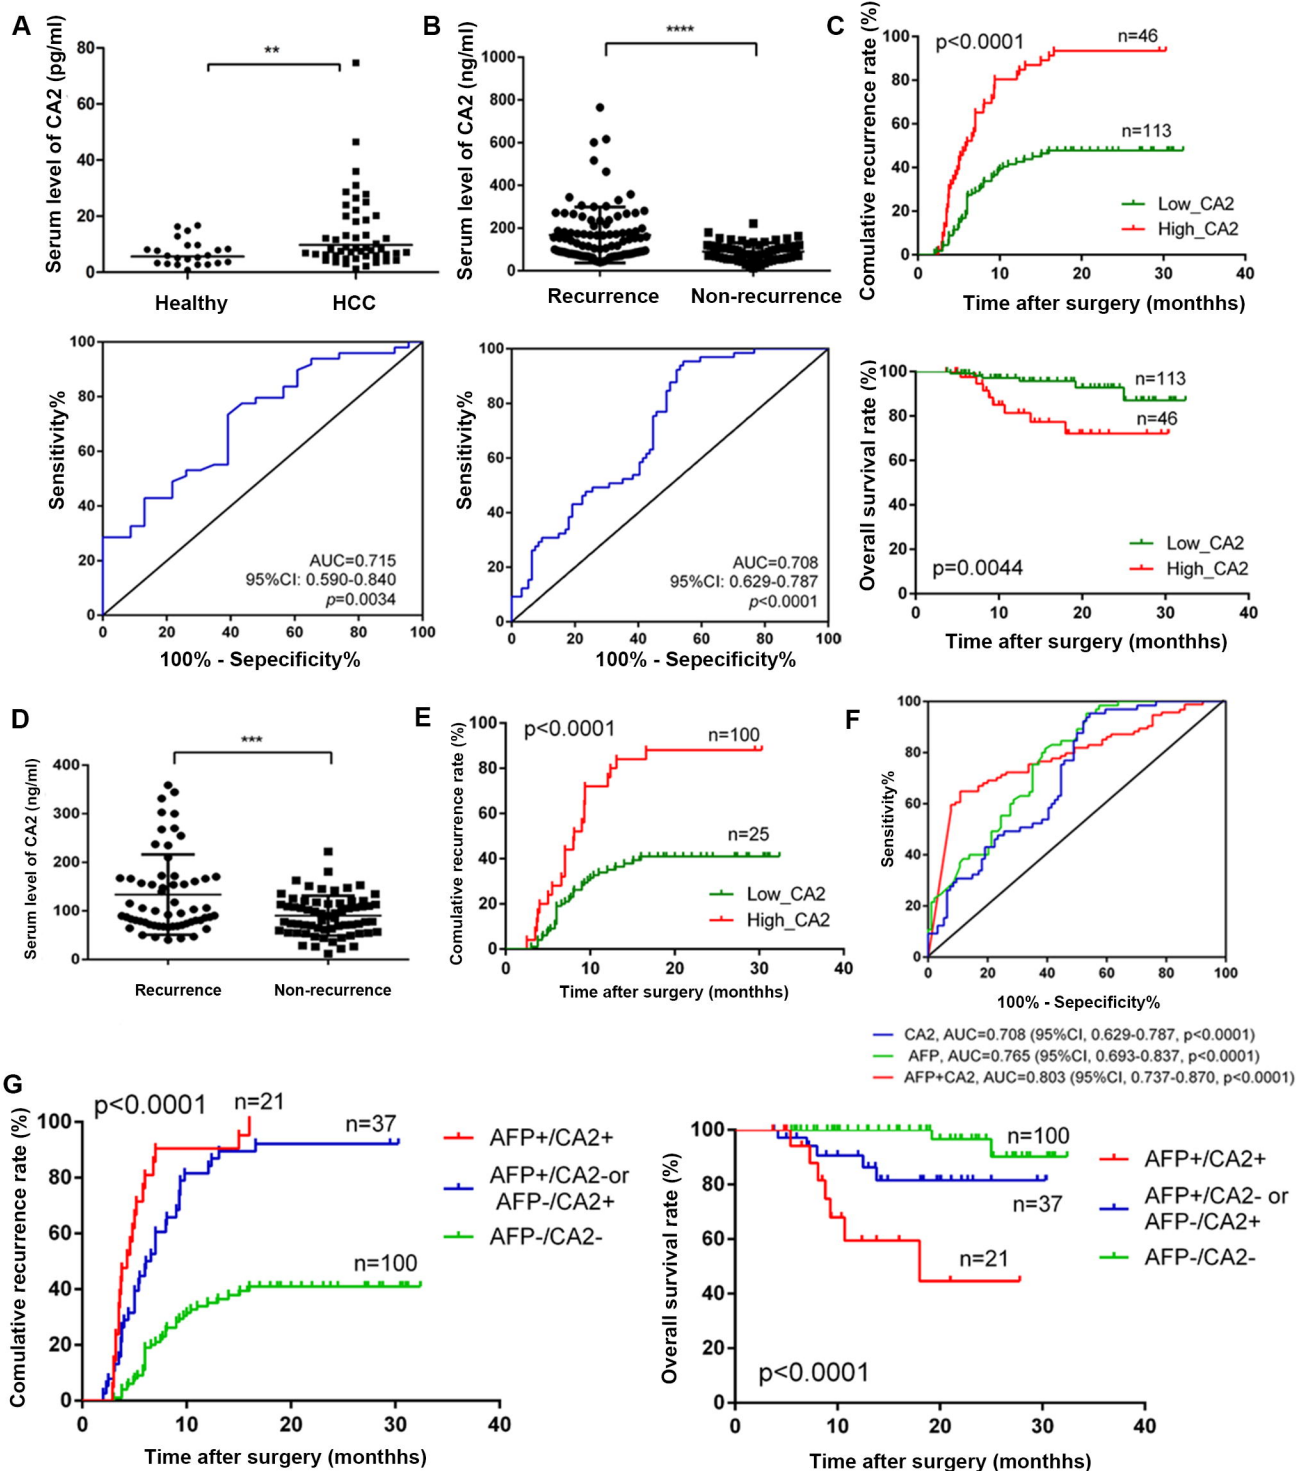 A
Serum level of CA2 (pg/ml)
80
60
40
20
0
**
Healthy
HCC
100
80
60
40
20
0
Sensitivity%
AUC=0.715
95%CI: 0.590-0.840
p=0.0034
0 20 40 60 80 100
100% - Sepecificity%
B
Serum level of CA2 (ng/ml)
1000
800
600
400
200
0
****
Recurrence
Non-recurrence
100
80
60
40
20
0
Sensitivity%
AUC=0.708
95%CI: 0.629-0.787
p<0.0001
0 20 40 60 80 100
100% - Sepecificity%
C
Comulative recurrence rate (%)
100
80
60
40
20
0
p<0.0001
n=46
n=113
Low_CA2
High_CA2
0 10 20 30 40
Time after surgery (monthhs)
Overall survival rate (%)
100
80
60
40
20
0
n=113
n=46
Low_CA2
High_CA2
p=0.0044
0 10 20 30 40
Time after surgery (monthhs)
D
Serum level of CA2 (ng/ml)
400
300
200
100
0
***
Recurrence
Non-recurrence
E
Comulative recurrence rate (%)
100
80
60
40
20
0
p<0.0001
n=100
n=25
Low_CA2
High_CA2
0 10 20 30 40
Time after surgery (monthhs)
F
Sensitivity%
100
80
60
40
20
0
0 20 40 60 80 100
100% - Sepecificity%
CA2, AUC=0.708 (95%CI, 0.629-0.787, p<0.0001)
AFP, AUC=0.765 (95%CI, 0.693-0.837, p<0.0001)
AFP+CA2, AUC=0.803 (95%CI, 0.737-0.870, p<0.0001)
G
Comulative recurrence rate (%)
100
80
60
40
20
0
p<0.0001
n=21
n=37
n=100
AFP+/CA2+
AFP+/CA2-or
AFP-/CA2+
AFP-/CA2-
0 10 20 30 40
Time after surgery (monthhs)
Overall survival rate (%)
100
80
60
40
20
0
n=100
n=37
n=21
p<0.0001
AFP+/CA2+
AFP+/CA2- or
AFP-/CA2+
AFP-/CA2-
0 10 20 30 40
Time after surgery (monthhs)